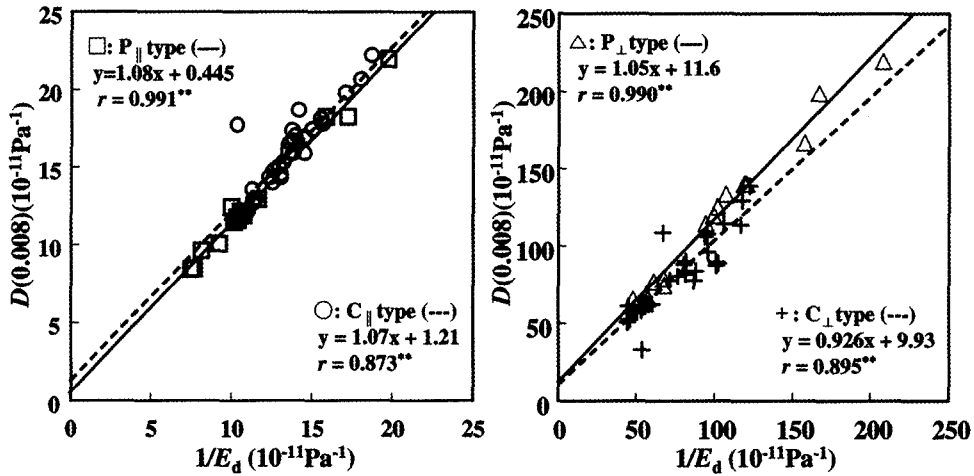 25
20
15
10
5
0
D(0.008)(10⁻¹¹Pa⁻¹)
□: P∥ type (—)
y=1.08x + 0.445
r = 0.991**
○: C∥ type (---)
y = 1.07x + 1.21
r = 0.873**
0 5 10 15 20 25
1/E_d (10⁻¹¹Pa⁻¹)
250
200
150
100
50
0
D(0.008)(10⁻¹¹Pa⁻¹)
△: P⊥ type (—)
y = 1.05x + 11.6
r = 0.990**
+: C⊥ type (---)
y = 0.926x + 9.93
r = 0.895**
0 50 100 150 200 250
1/E_d (10⁻¹¹Pa⁻¹)